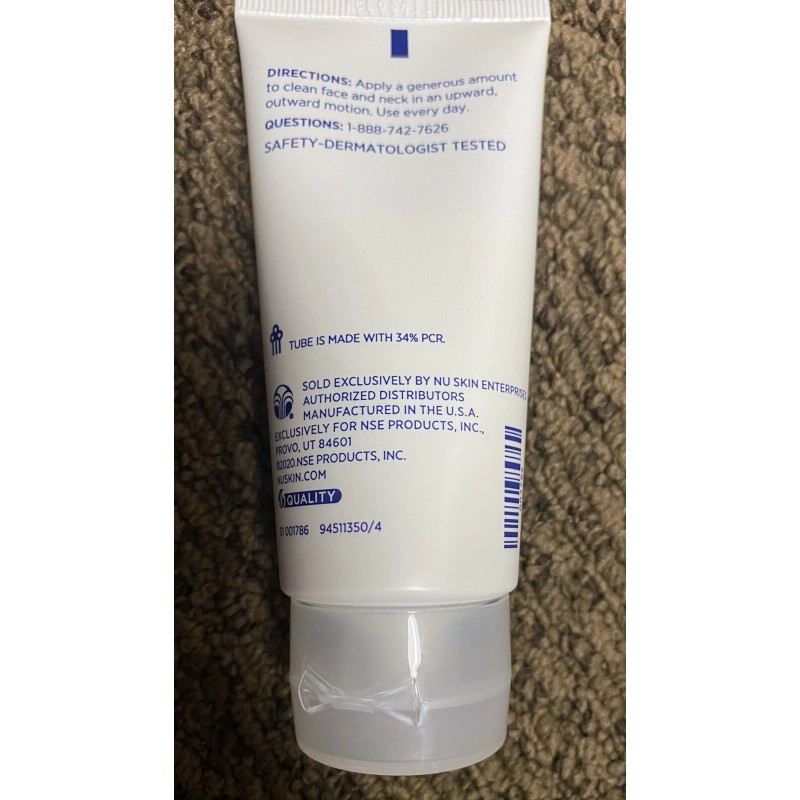 DIRECTIONS: Apply a generous amount
to clean face and neck in an upward,
outward motion. Use every day.
QUESTIONS: 1-888-742-7626
SAFETY-DERMATOLOGIST TESTED
TUBE IS MADE WITH 34% PCR.
SOLD EXCLUSIVELY BY NU SKIN ENTERPRISES
AUTHORIZED DISTRIBUTORS
MANUFACTURED IN THE U.S.A.
EXCLUSIVELY FOR NSE PRODUCTS, INC.,
PROVO, UT 84601
©2020 NSE PRODUCTS, INC.
NUSKIN.COM
QUALITY
01 001786 94511350/4